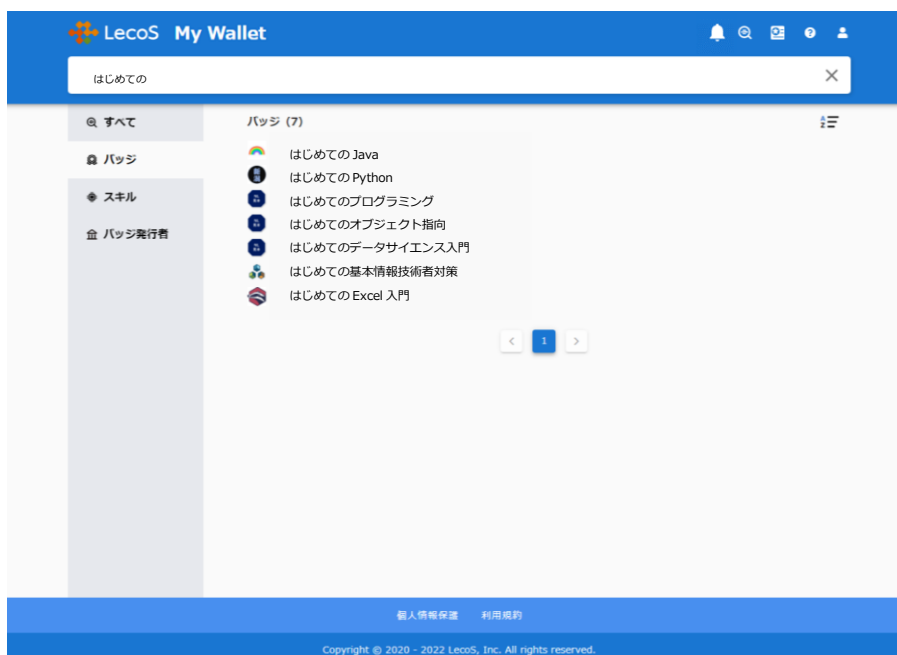 LecoS My Wallet
はじめての
すべて
バッジ
スキル
バッジ発行者
バッジ (7)
はじめての Java
はじめての Python
はじめてのプログラミング
はじめてのオブジェクト指向
はじめてのデータサイエンス入門
はじめての基本情報技術者対策
はじめての Excel 入門
1
個人情報保護 利用規約
Copyright © 2020 - 2022 LecoS, Inc. All rights reserved.